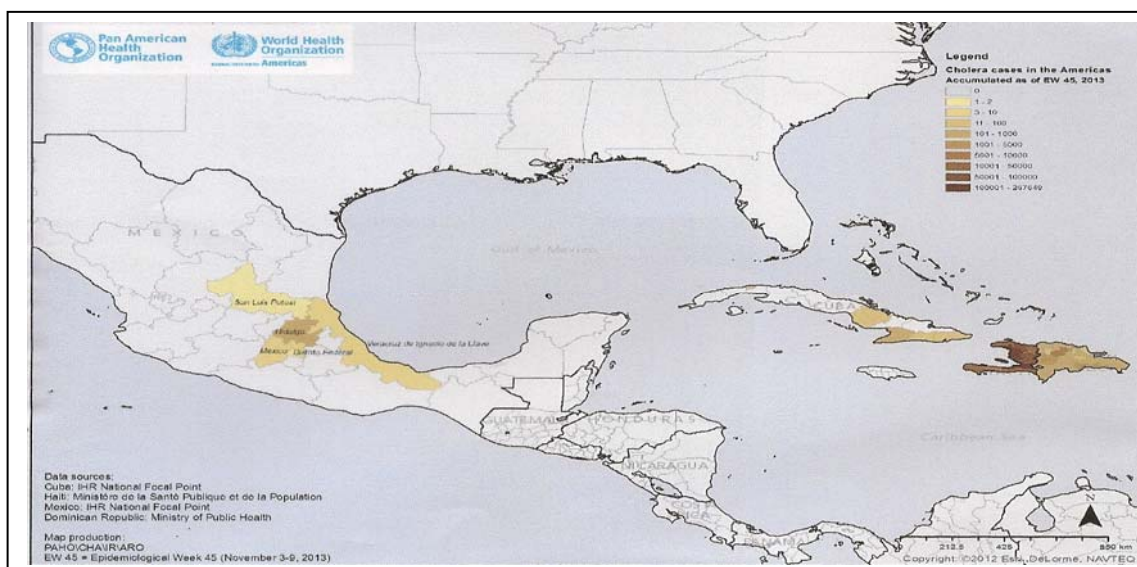 Pan American
Health
Organization
World Health
Organization
Americas
Legend
Cholera cases in the Americas
Accumulated as of EW 45, 2013
0
1 - 2
3 - 10
11 - 100
101 - 1000
1001 - 5000
5001 - 10000
10001 - 50000
50001 - 100000
100001 - 267649
MEXICO
Gulf of Mexico
San Luis Potosi
Hidalgo
Mexico
Distrito Federal
Veracruz de Ignacio de la Llave
CUBA
GUATEMALA
HONDURAS
NICARAGUA
COSTA
RICA
PANAMA
Caribbean Sea
Data sources:
Cuba: IHR National Focal Point
Haiti: Ministère de la Santé Publique et de la Population
Mexico: IHR National Focal Point
Dominican Republic: Ministry of Public Health
Map production:
PAHO\CHA\IR\ARO
EW 45 = Epidemiological Week 45 (November 3-9, 2013)
N
0 212.5 425 850 km
Copyright: ©2012 Esri, DeLorme, NAVTEQ